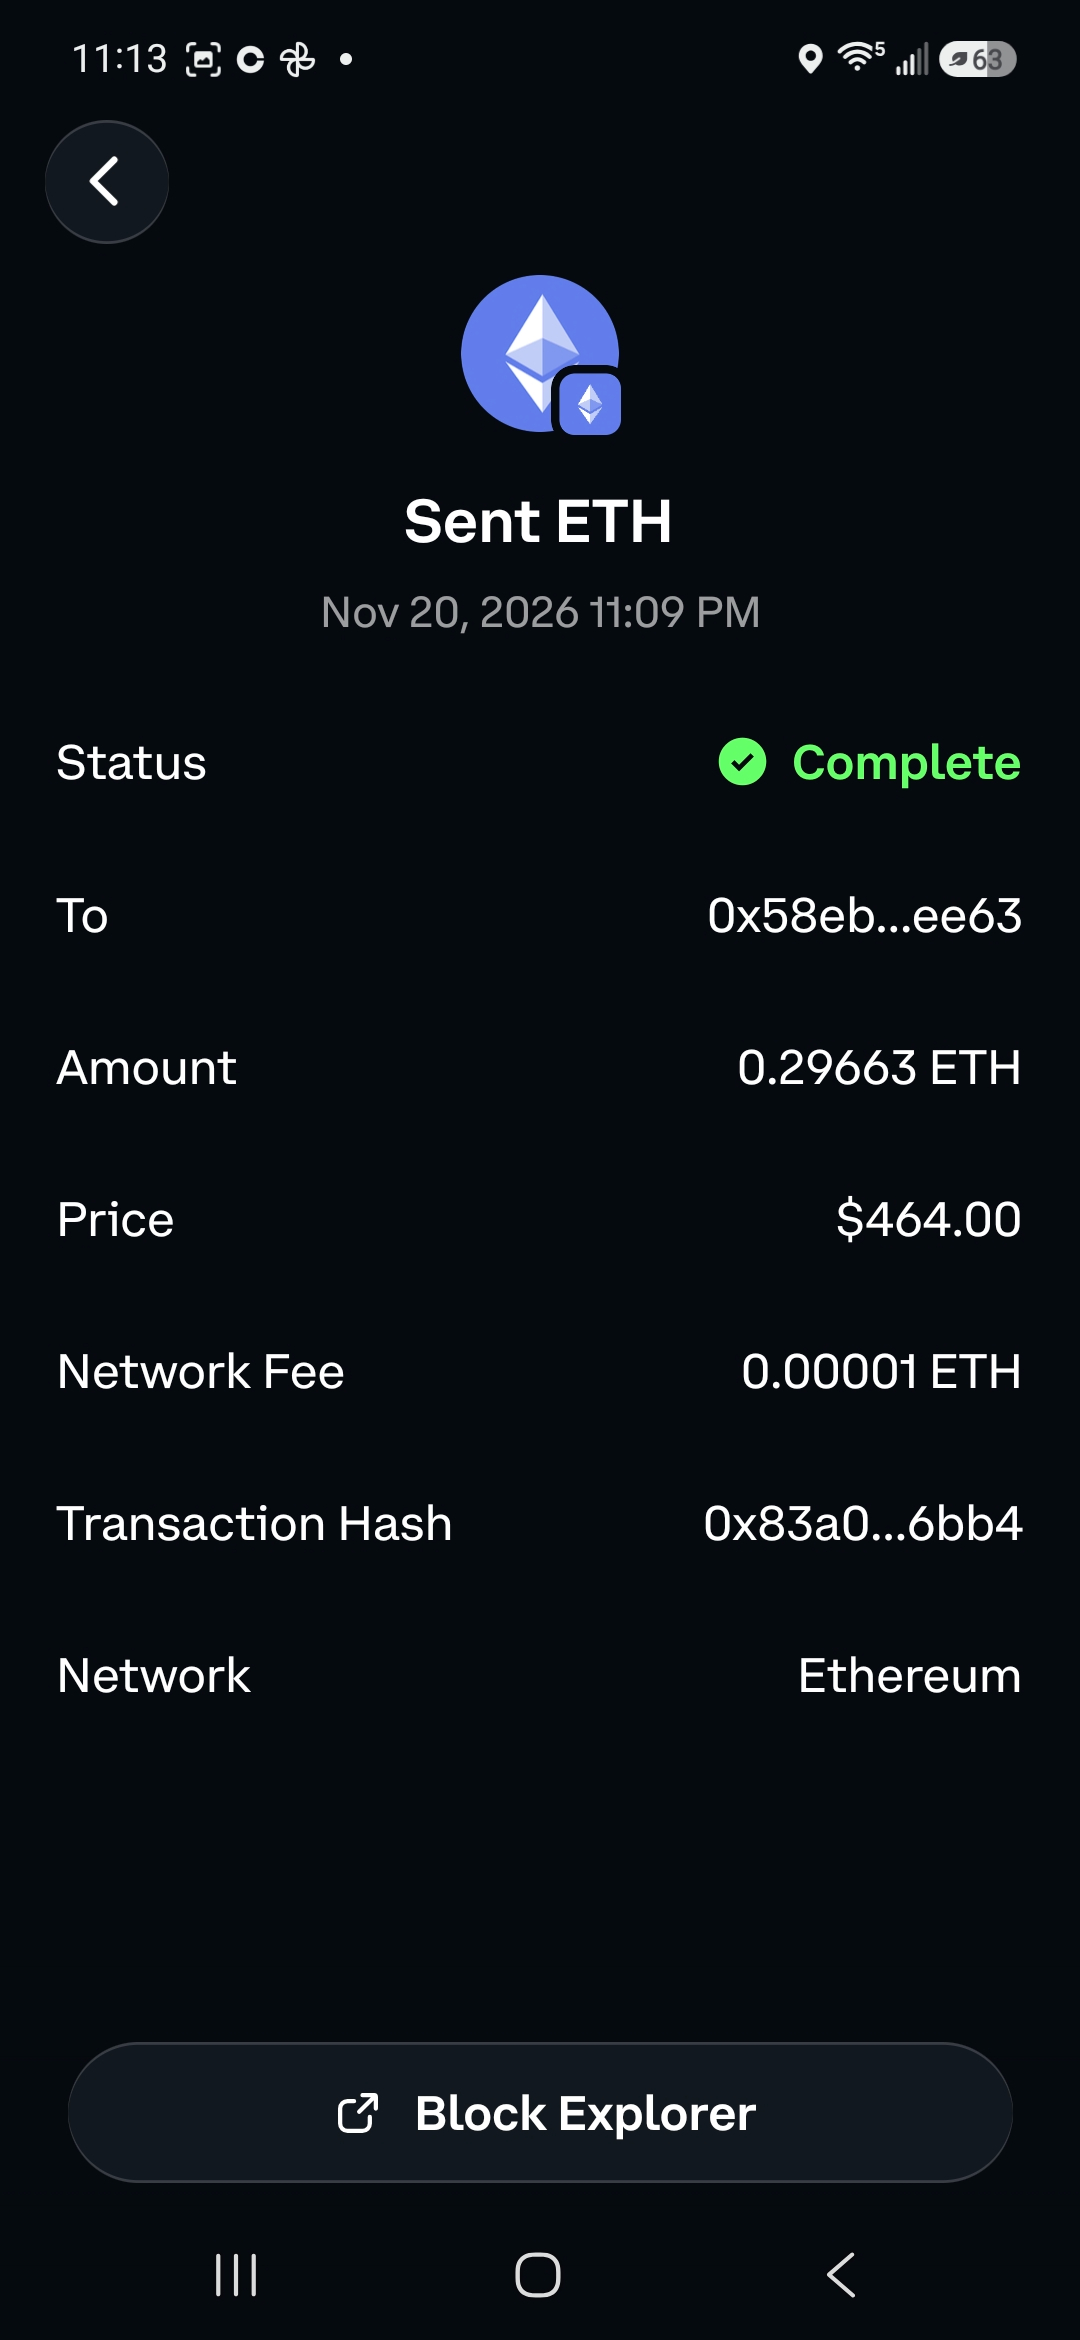 11:13
5
63
Sent ETH
Nov 20, 2026 11:09 PM
Status Complete
To 0x58eb...ee63
Amount 0.29663 ETH
Price $464.00
Network Fee 0.00001 ETH
Transaction Hash 0x83a0...6bb4
Network Ethereum
Block Explorer